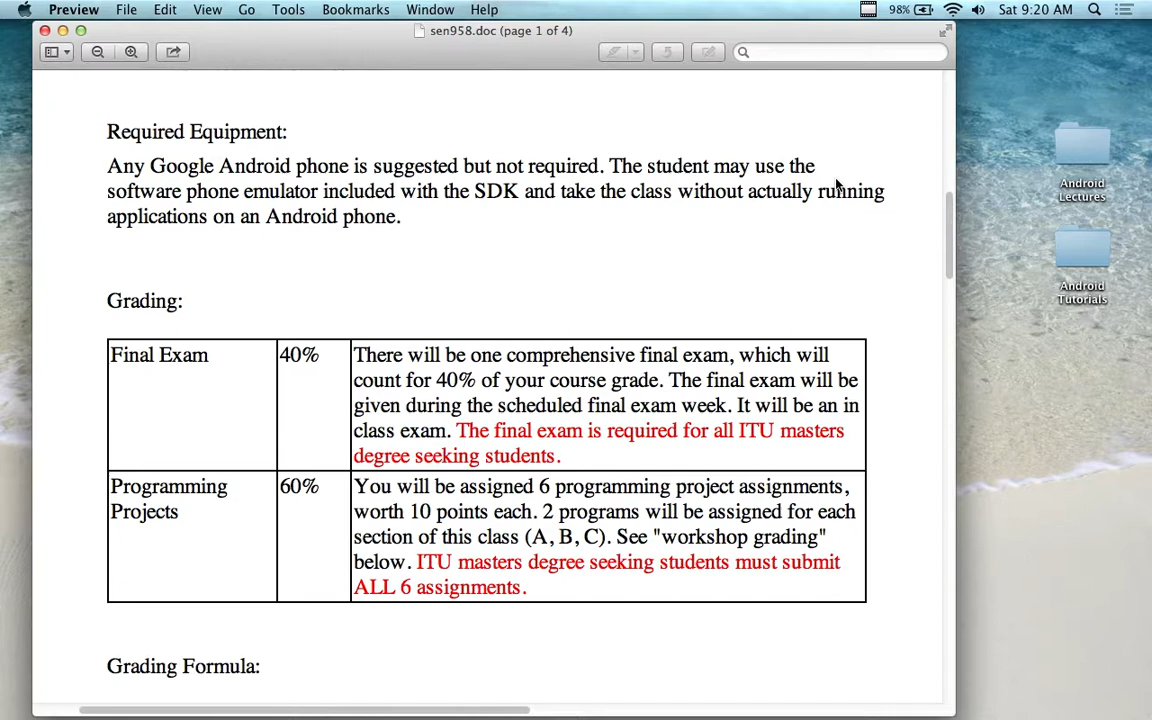 Preview File Edit View Go Tools Bookmarks Window Help 98% Sat 9:20 AM
sen958.doc (page 1 of 4)
Required Equipment:
Any Google Android phone is suggested but not required. The student may use the
software phone emulator included with the SDK and take the class without actually running
applications on an Android phone.
Grading:
Final Exam 40% There will be one comprehensive final exam, which will
count for 40% of your course grade. The final exam will be
given during the scheduled final exam week. It will be an in
class exam. The final exam is required for all ITU masters
degree seeking students.
Programming 60% You will be assigned 6 programming project assignments,
Projects worth 10 points each. 2 programs will be assigned for each
section of this class (A, B, C). See "workshop grading"
below. ITU masters degree seeking students must submit
ALL 6 assignments.
Grading Formula:
Android
Lectures
Android
Tutorials